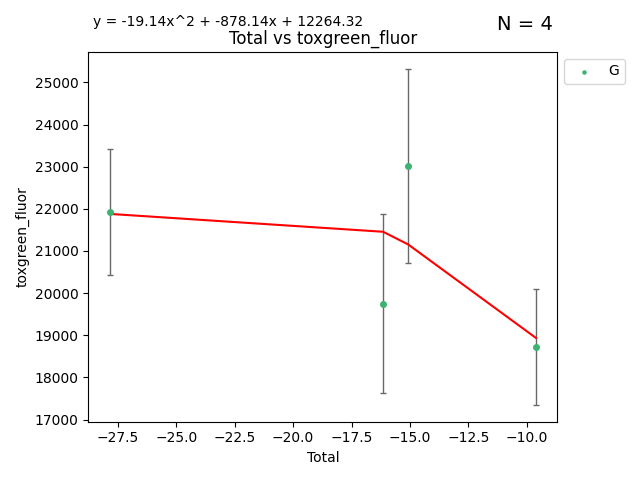 y = -19.14x^2 + -878.14x + 12264.32
N = 4
Total vs toxgreen_fluor
G
25000
24000
23000
22000
21000
20000
19000
18000
17000
toxgreen_fluor
−27.5 −25.0 −22.5 −20.0 −17.5 −15.0 −12.5 −10.0
Total